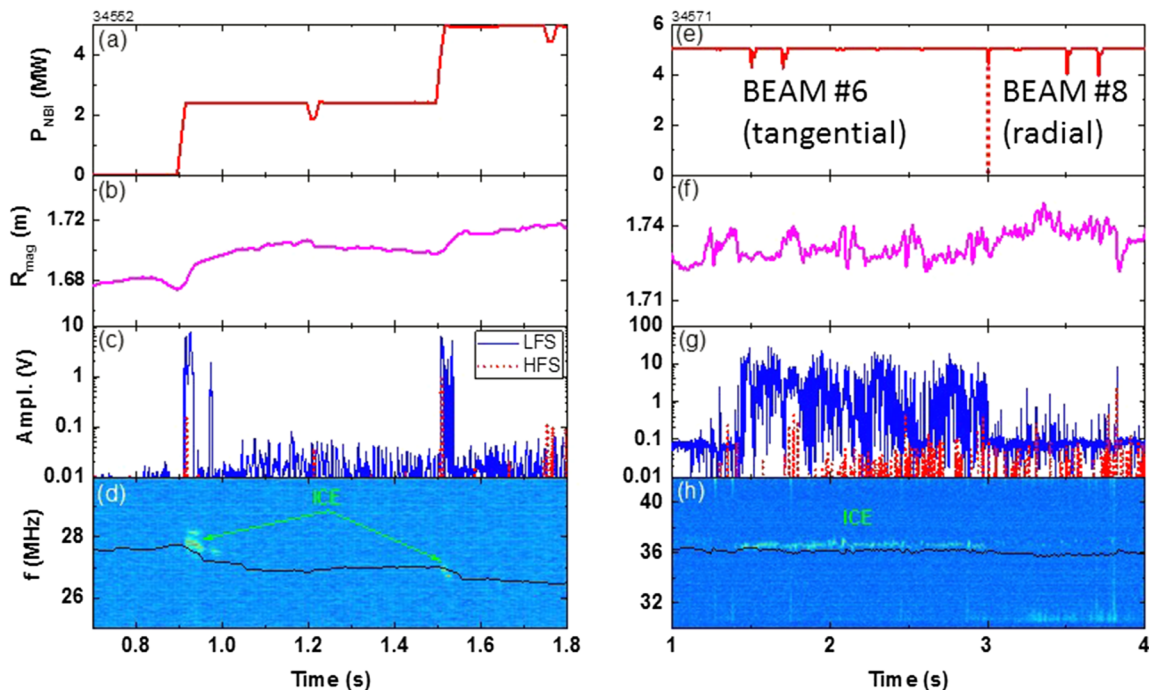 34552
(a)
P_NBI (MW)
4
2
0
(b)
R_mag (m)
1.72
1.68
(c)
LFS
HFS
Ampl. (V)
10
1
0.1
0.01
(d)
ICE
f (MHz)
28
27
26
0.8 1.0 1.2 1.4 1.6 1.8
Time (s)
34571
(e)
6
5
4
3
2
0
BEAM #6
(tangential)
BEAM #8
(radial)
(f)
1.74
1.71
(g)
100
10
1
0.1
0.01
(h)
ICE
40
36
32
1 2 3 4
Time (s)